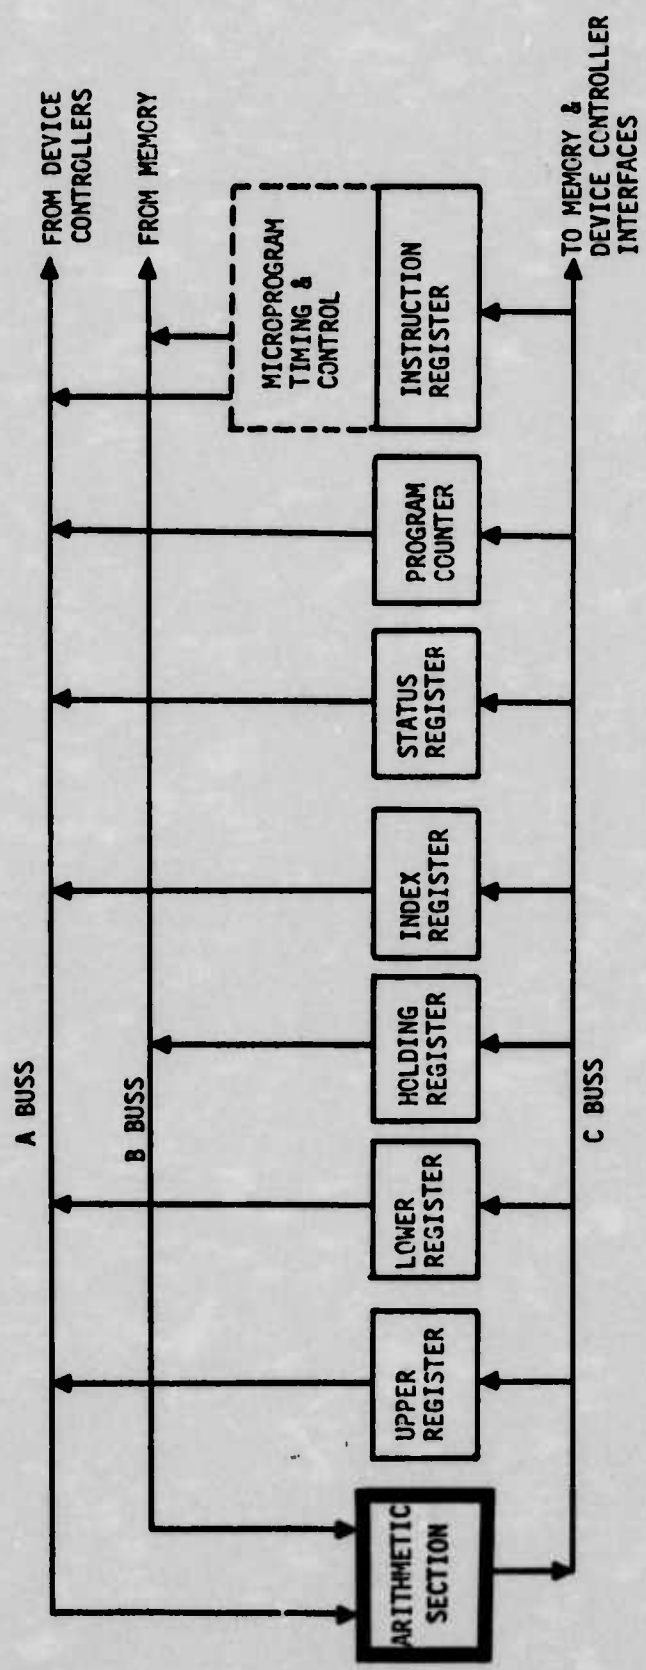 A BUSS
FROM DEVICE
CONTROLLERS
B BUSS
FROM MEMORY
MICROPROGRAM
TIMING &
CONTROL
ARITHMETIC
SECTION
UPPER
REGISTER
LOWER
REGISTER
HOLDING
REGISTER
INDEX
REGISTER
STATUS
REGISTER
PROGRAM
COUNTER
INSTRUCTION
REGISTER
C BUSS
TO MEMORY &
DEVICE CONTROLLER
INTERFACES